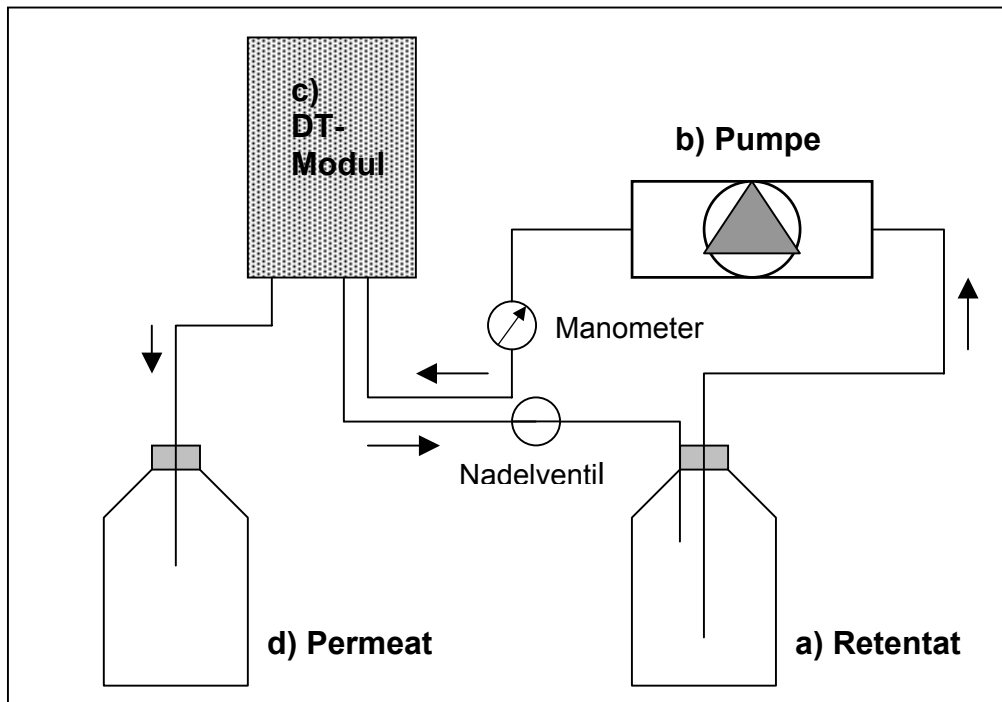 c)
DT-
Modul
b) Pumpe
Manometer
Nadelventil
d) Permeat
a) Retentat